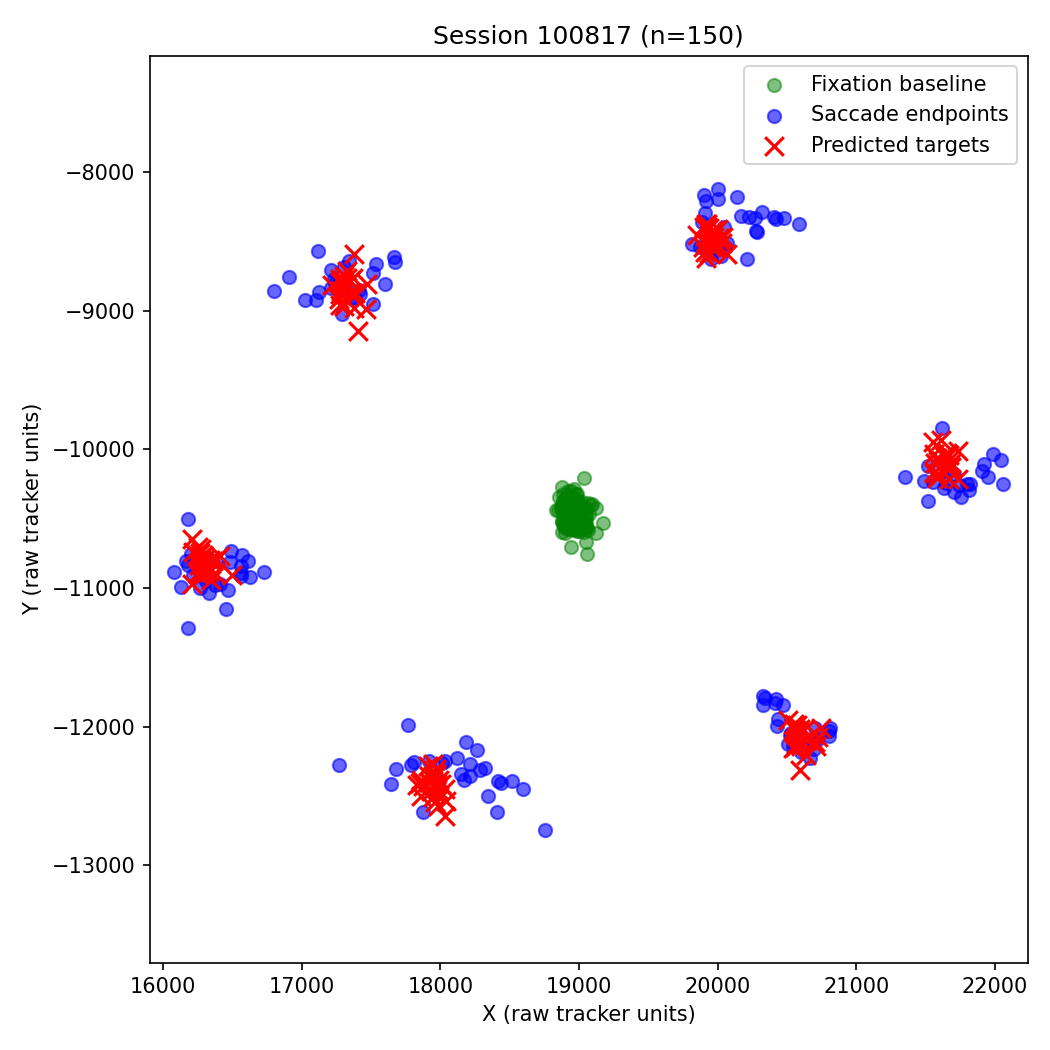 Session 100817 (n=150)
Fixation baseline
Saccade endpoints
Predicted targets
Y (raw tracker units)
−8000
−9000
−10000
−11000
−12000
−13000
16000 17000 18000 19000 20000 21000 22000
X (raw tracker units)